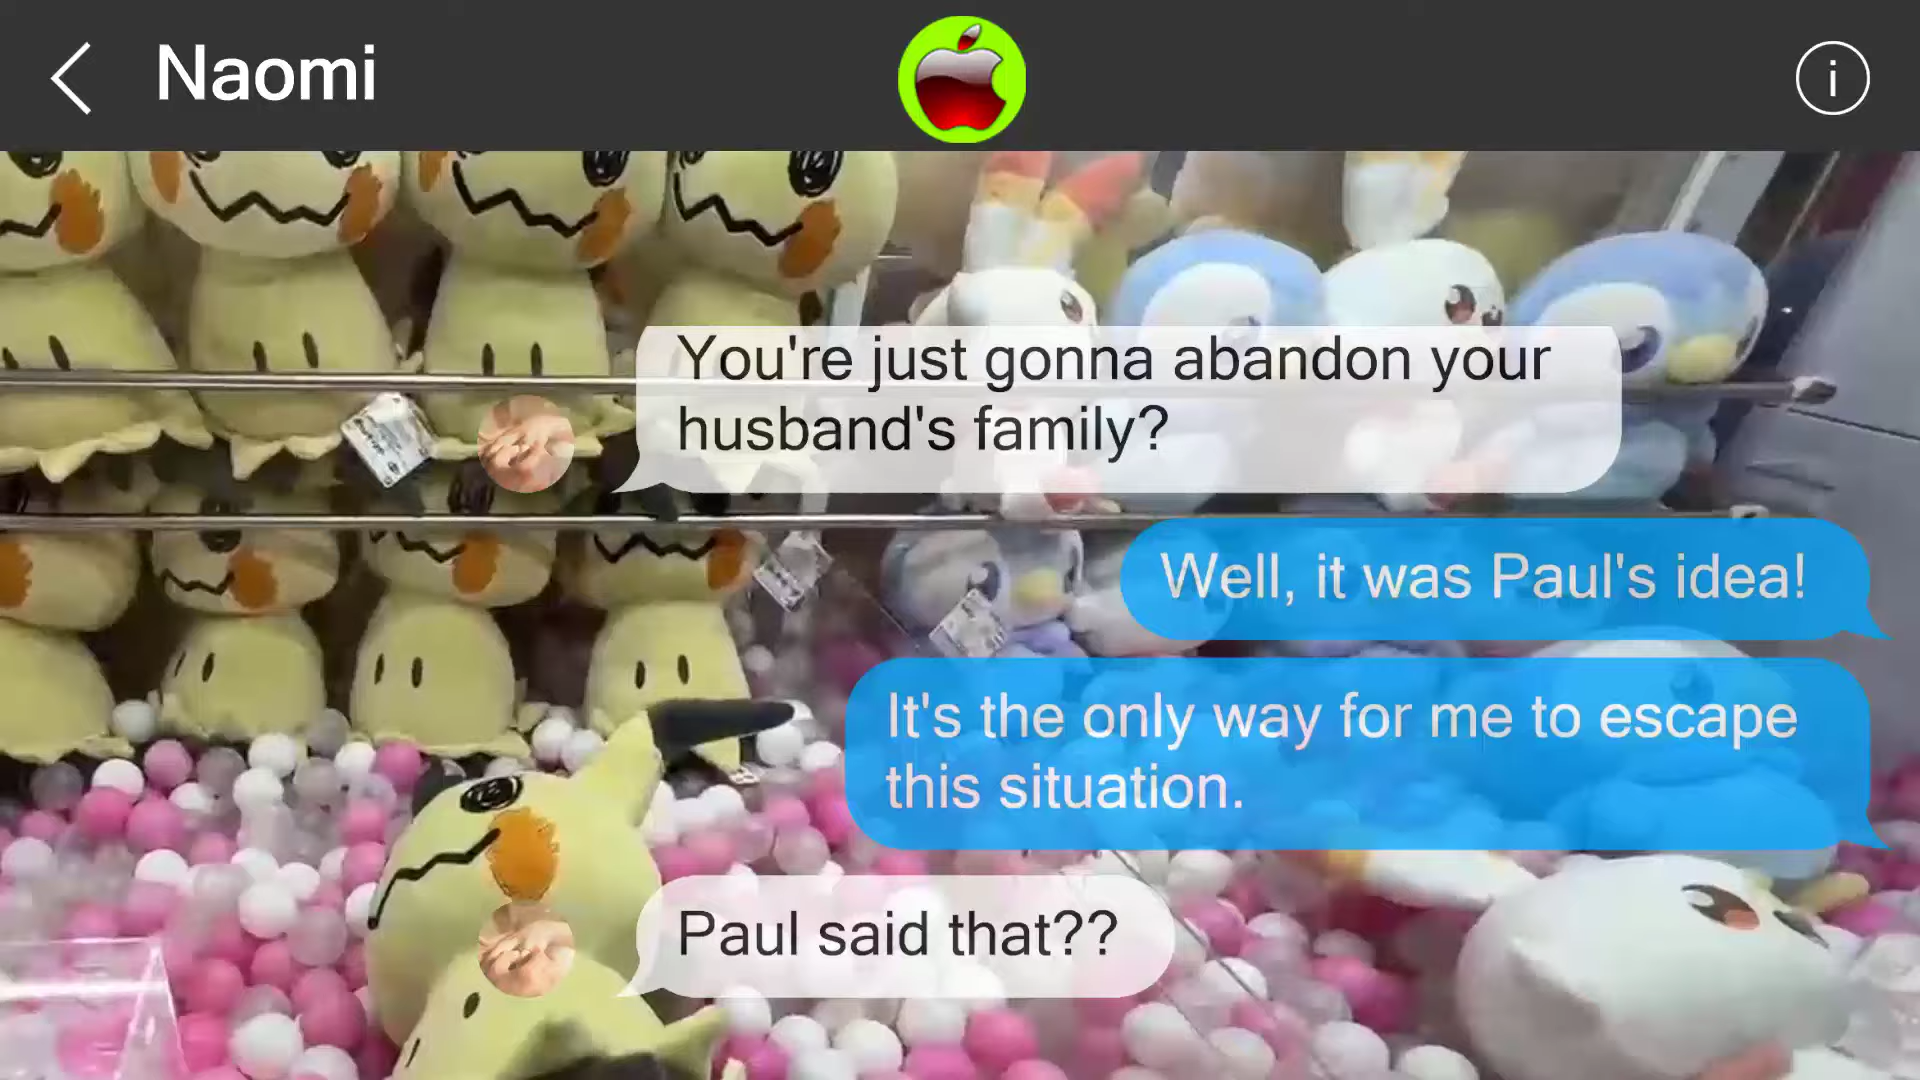 Naomi
i
You're just gonna abandon your
husband's family?
Well, it was Paul's idea!
It's the only way for me to escape
this situation.
Paul said that??